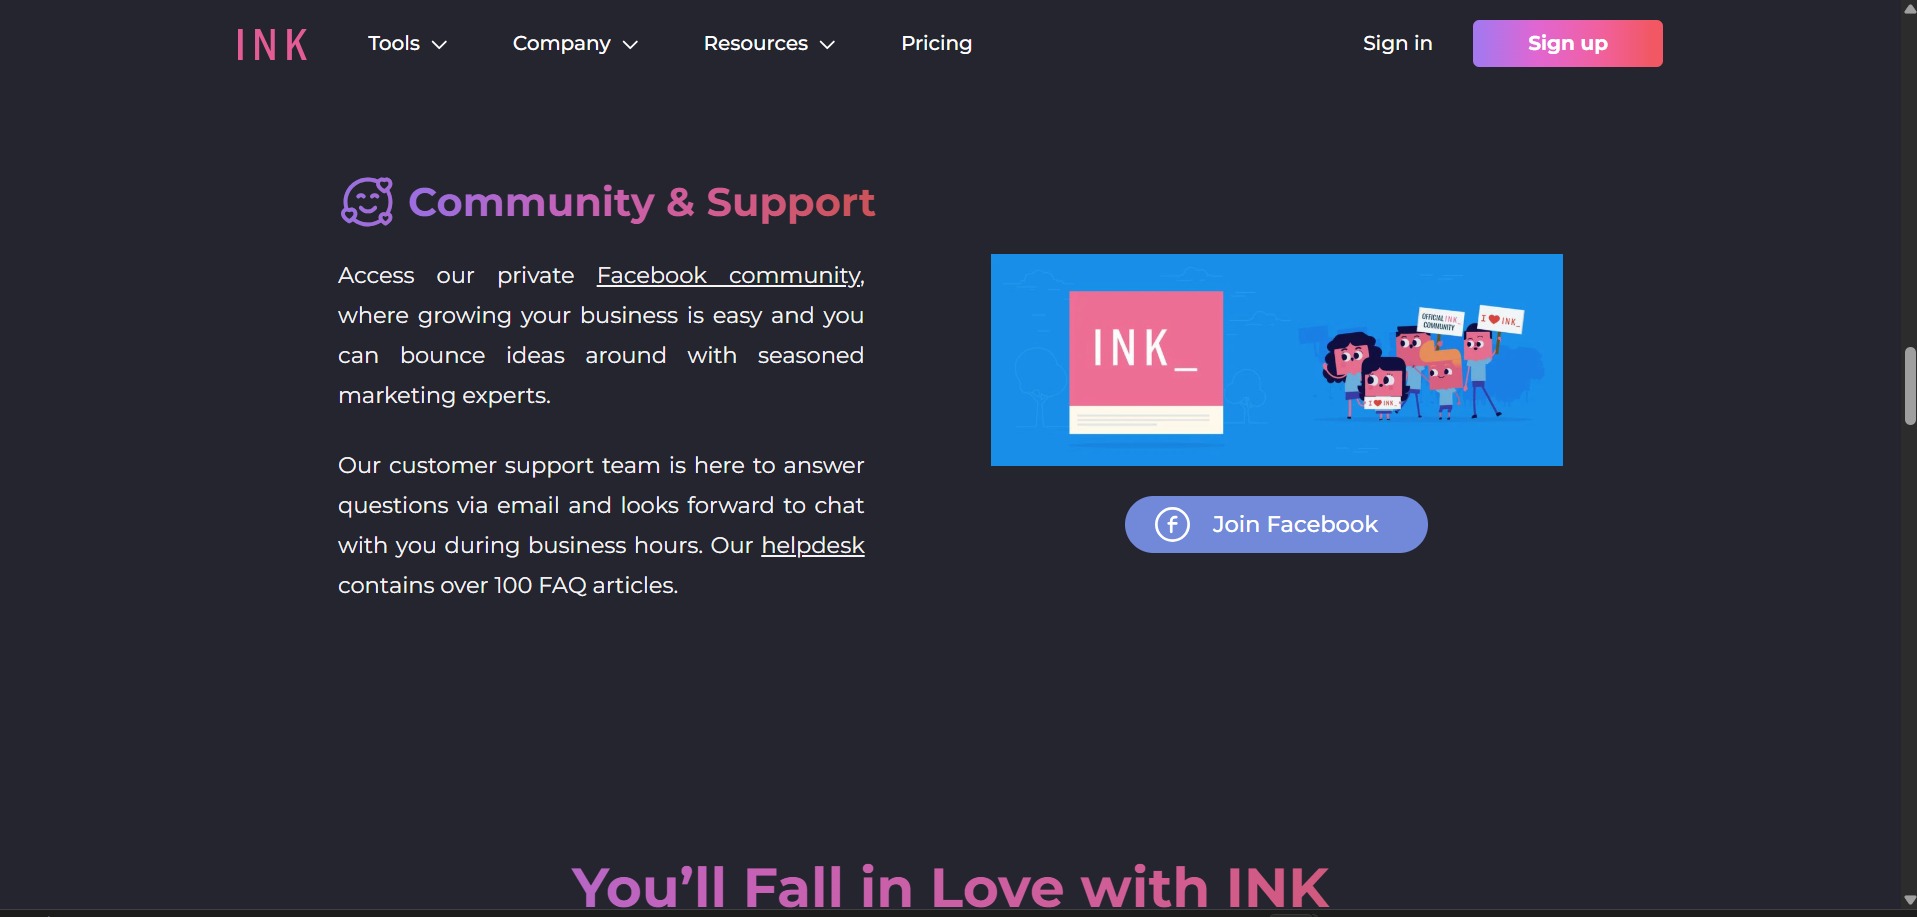 INK
Tools
Company
Resources
Pricing
Sign in
Sign up
Community & Support
Access our private Facebook community,
where growing your business is easy and you
can bounce ideas around with seasoned
marketing experts.
Our customer support team is here to answer
questions via email and looks forward to chat
with you during business hours. Our helpdesk
contains over 100 FAQ articles.
INK_
OFFICIAL INK_
COMMUNITY
I ❤ INK_
I ❤ INK_
Join Facebook
You’ll Fall in Love with INK